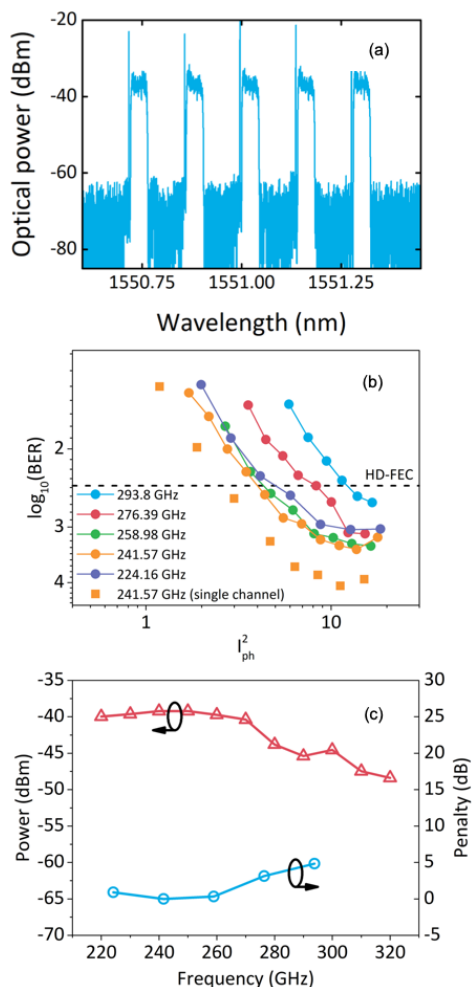 (a)
Optical power (dBm)
-20
-40
-60
-80
1550.75 1551.00 1551.25
Wavelength (nm)
(b)
log10(BER)
2
3
4
HD-FEC
293.8 GHz
276.39 GHz
258.98 GHz
241.57 GHz
224.16 GHz
241.57 GHz (single channel)
1 10
I²ph
(c)
Power (dBm)
-35
-40
-45
-50
-55
-60
-65
-70
30
25
20
15
10
5
0
-5
Penalty (dB)
220 240 260 280 300 320
Frequency (GHz)